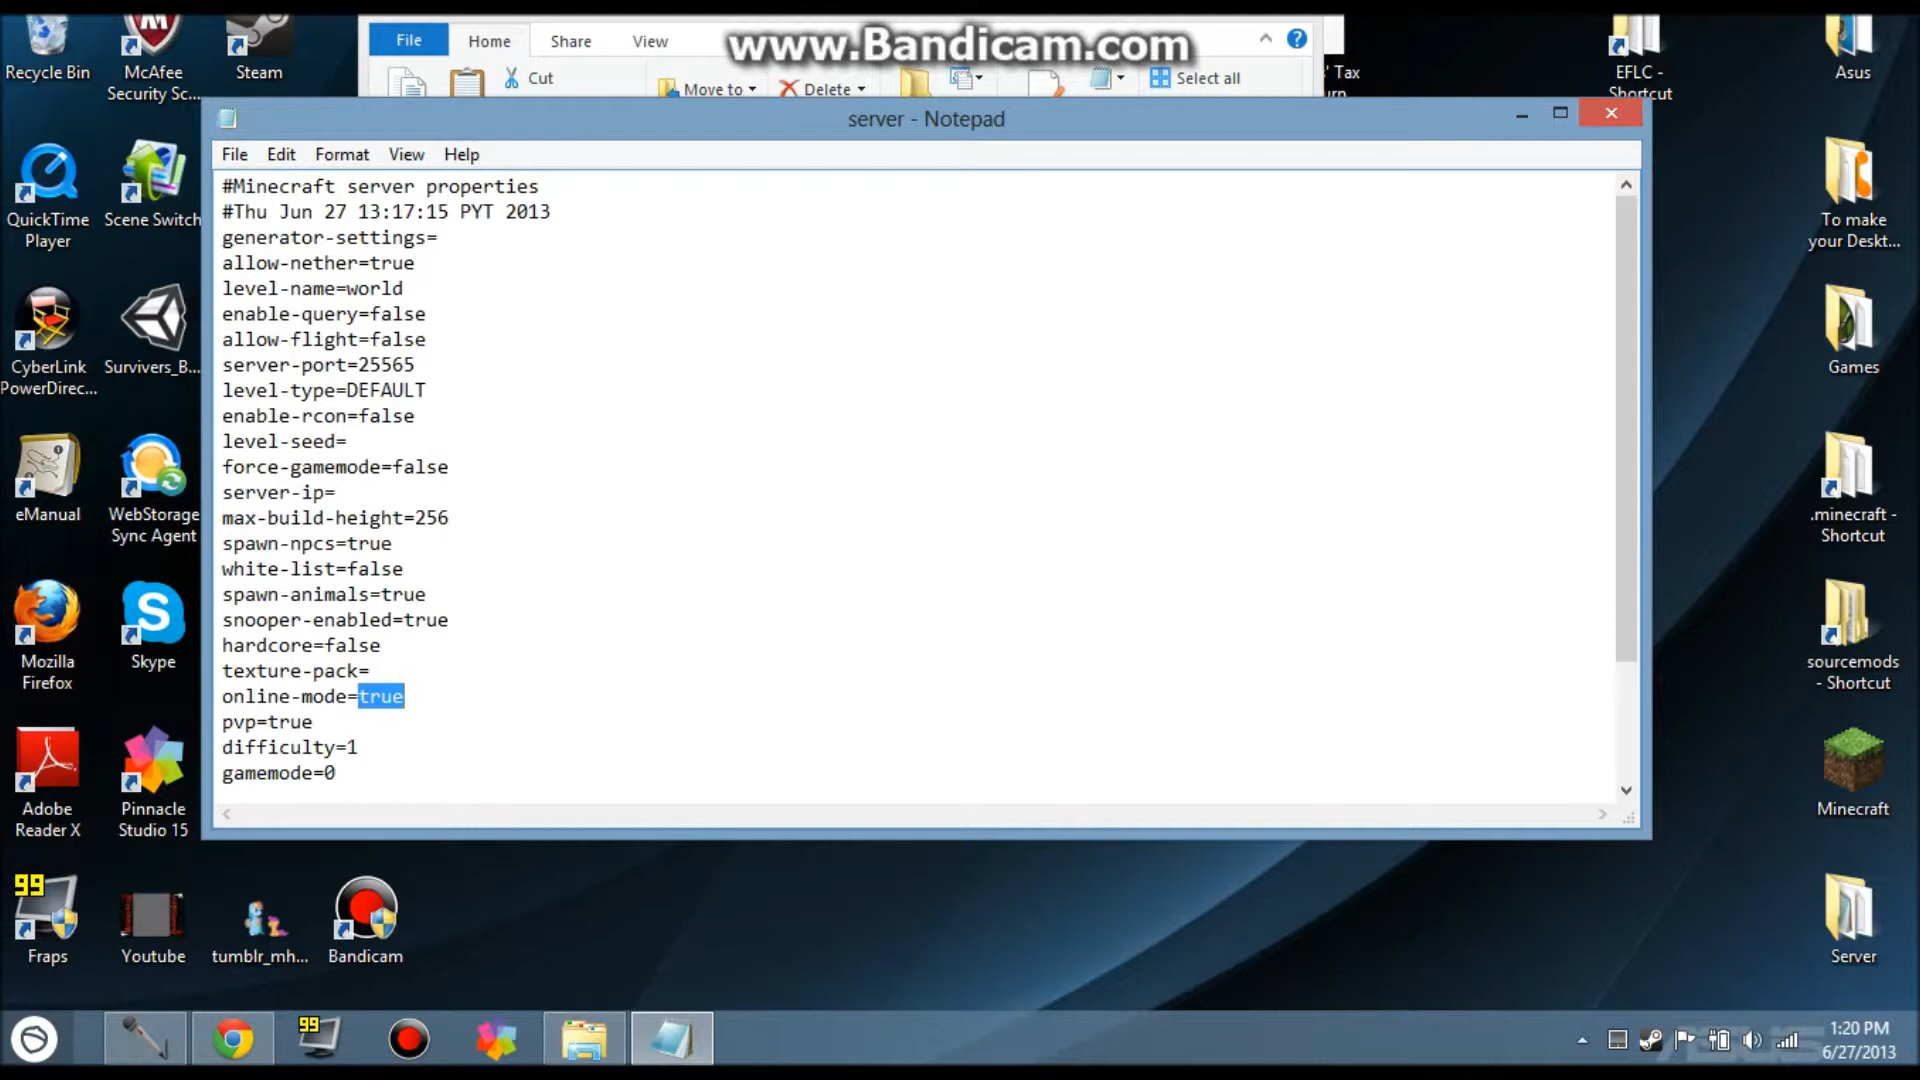 www.Bandicam.com
File
Home
Share
View
Cut
Move to
Delete
Select all
' Tax
urn
Recycle Bin
McAfee
Security Sc...
Steam
EFLC -
Shortcut
Asus
server - Notepad
File
Edit
Format
View
Help
#Minecraft server properties
#Thu Jun 27 13:17:15 PYT 2013
generator-settings=
allow-nether=true
level-name=world
enable-query=false
allow-flight=false
server-port=25565
level-type=DEFAULT
enable-rcon=false
level-seed=
force-gamemode=false
server-ip=
max-build-height=256
spawn-npcs=true
white-list=false
spawn-animals=true
snooper-enabled=true
hardcore=false
texture-pack=
online-mode=true
pvp=true
difficulty=1
gamemode=0
QuickTime
Player
Scene Switch
To make
your Deskt...
CyberLink
PowerDirec...
Survivers_B...
Games
eManual
WebStorage
Sync Agent
.minecraft -
Shortcut
Mozilla
Firefox
Skype
sourcemods
- Shortcut
Adobe
Reader X
Pinnacle
Studio 15
Minecraft
99
Fraps
Youtube
tumblr_mh...
Bandicam
Server
99
1:20 PM
6/27/2013